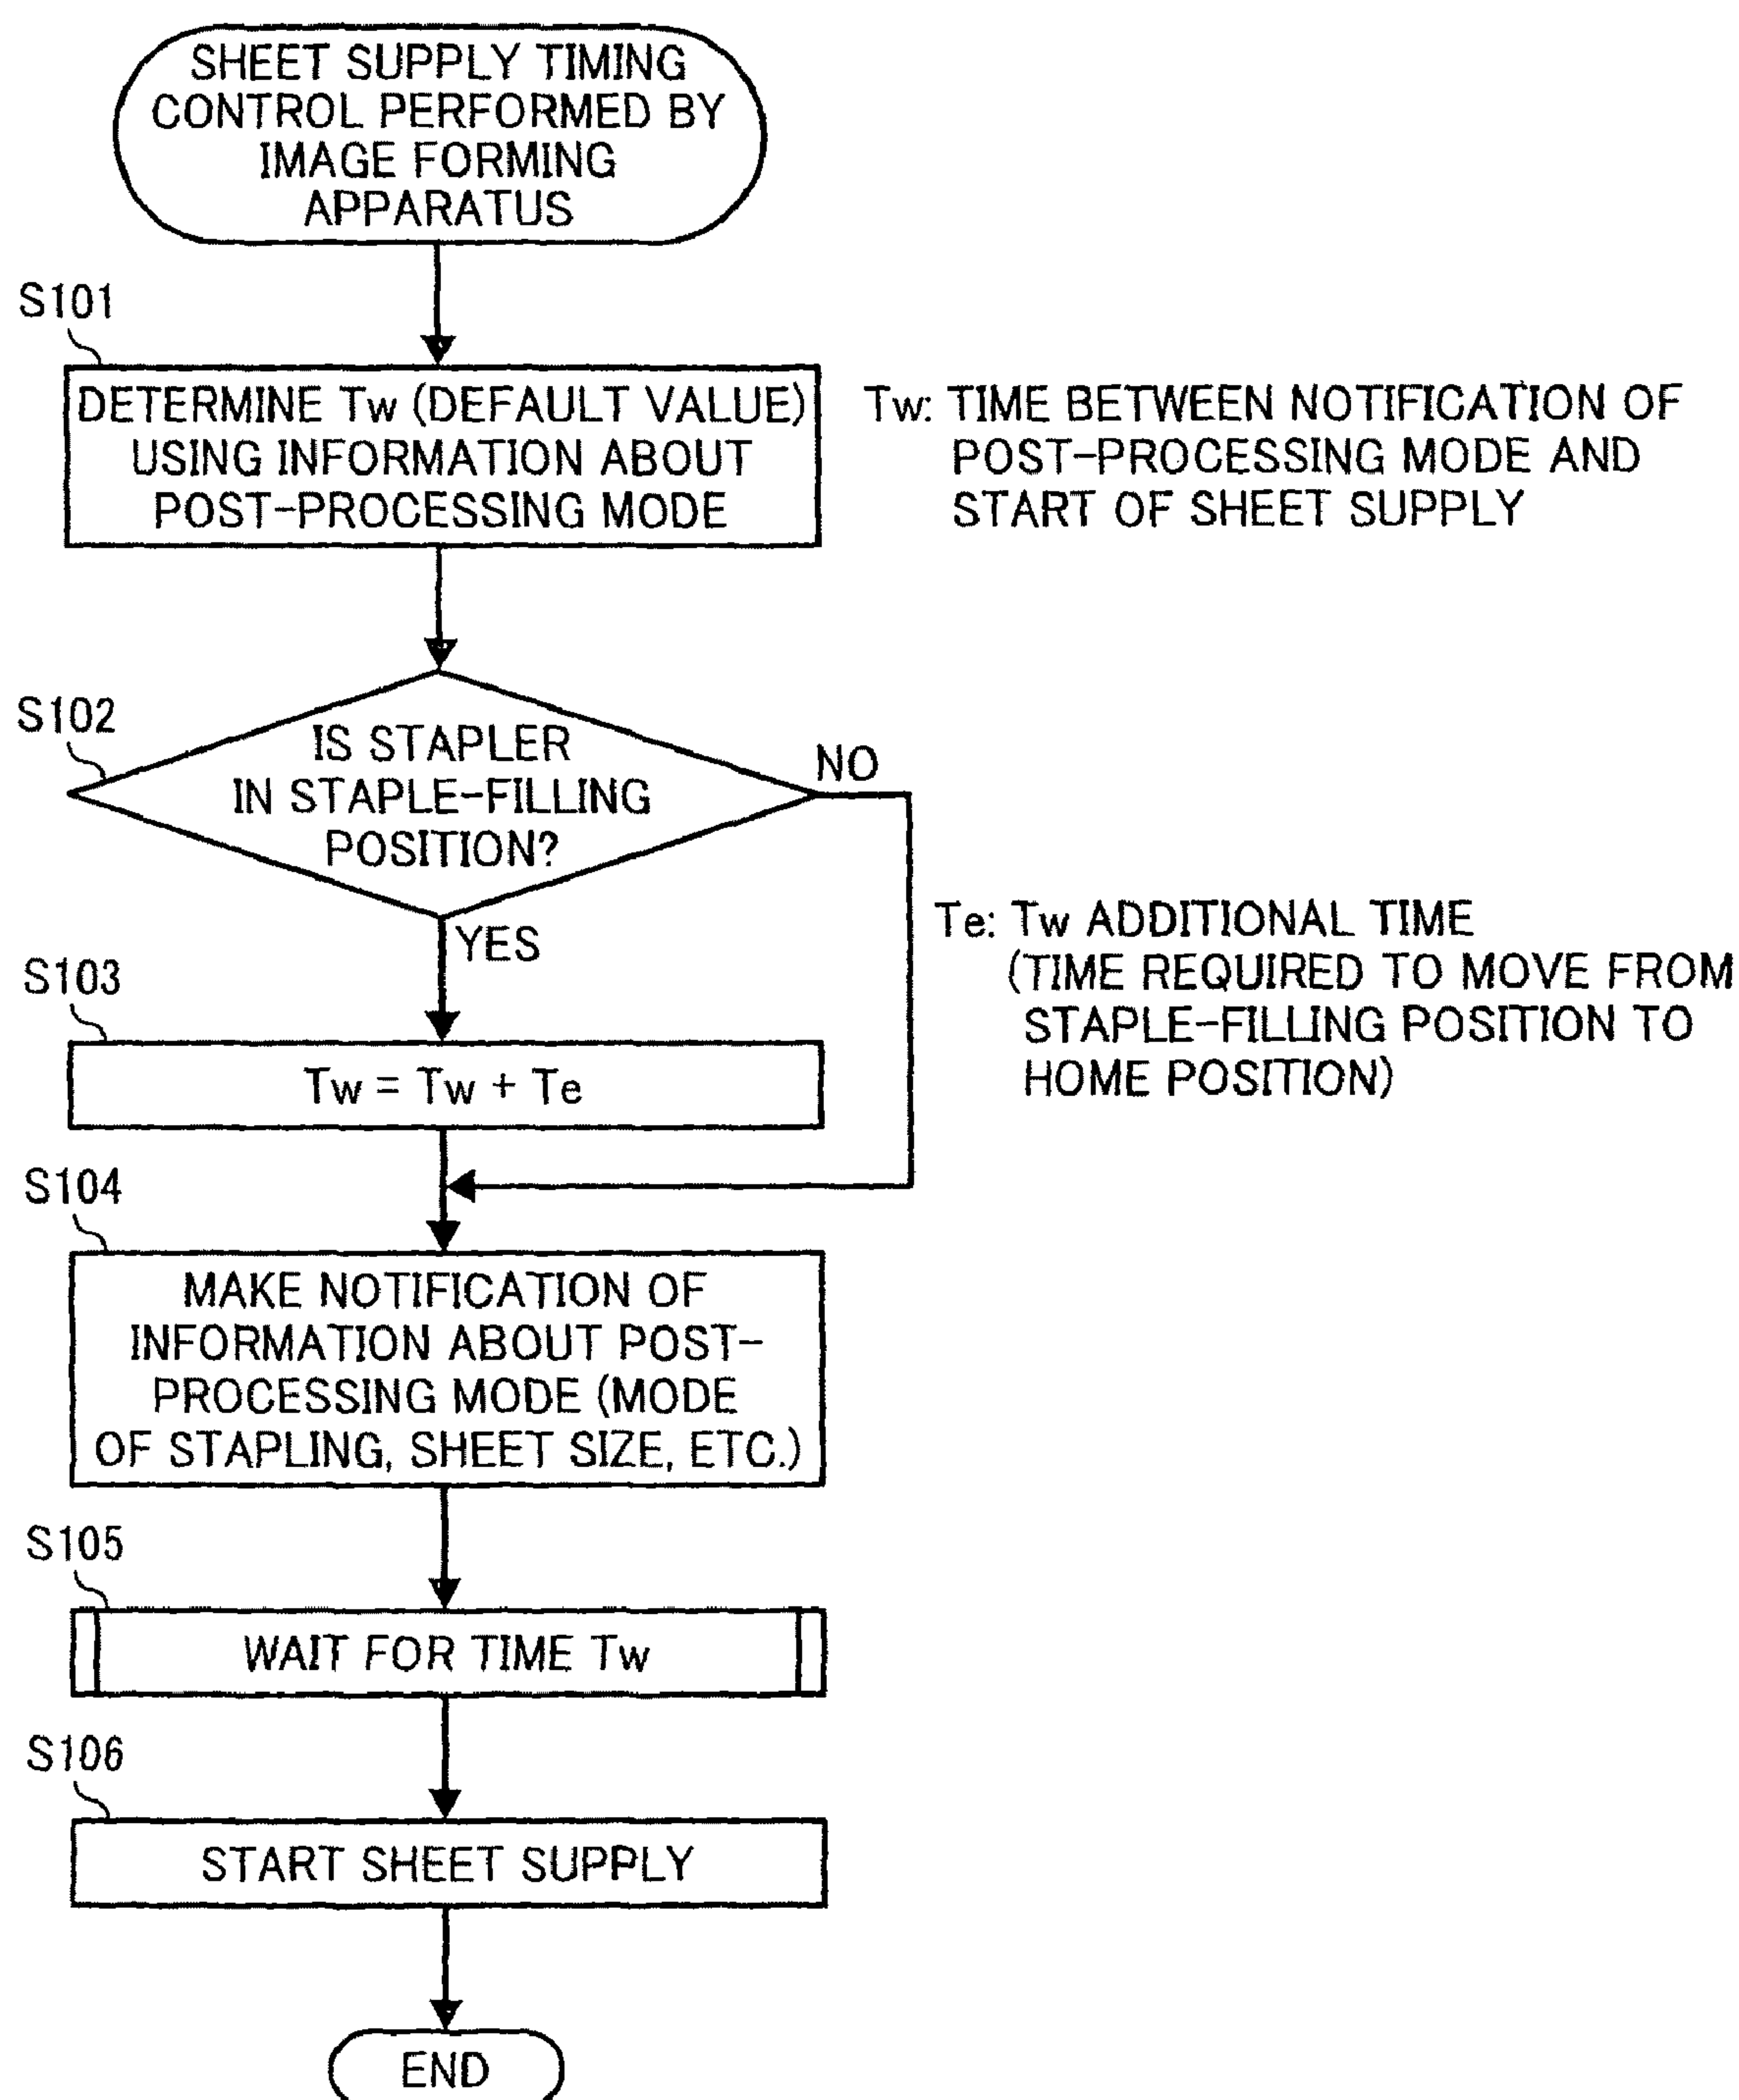 SHEET SUPPLY TIMING
CONTROL PERFORMED BY
IMAGE FORMING
APPARATUS
S101
DETERMINE Tw (DEFAULT VALUE)
USING INFORMATION ABOUT
POST-PROCESSING MODE
Tw: TIME BETWEEN NOTIFICATION OF
POST-PROCESSING MODE AND
START OF SHEET SUPPLY
S102
IS STAPLER
IN STAPLE-FILLING
POSITION?
NO
YES
Te: Tw ADDITIONAL TIME
(TIME REQUIRED TO MOVE FROM
STAPLE-FILLING POSITION TO
HOME POSITION)
S103
Tw = Tw + Te
S104
MAKE NOTIFICATION OF
INFORMATION ABOUT POST-
PROCESSING MODE (MODE
OF STAPLING, SHEET SIZE, ETC.)
S105
WAIT FOR TIME Tw
S106
START SHEET SUPPLY
END